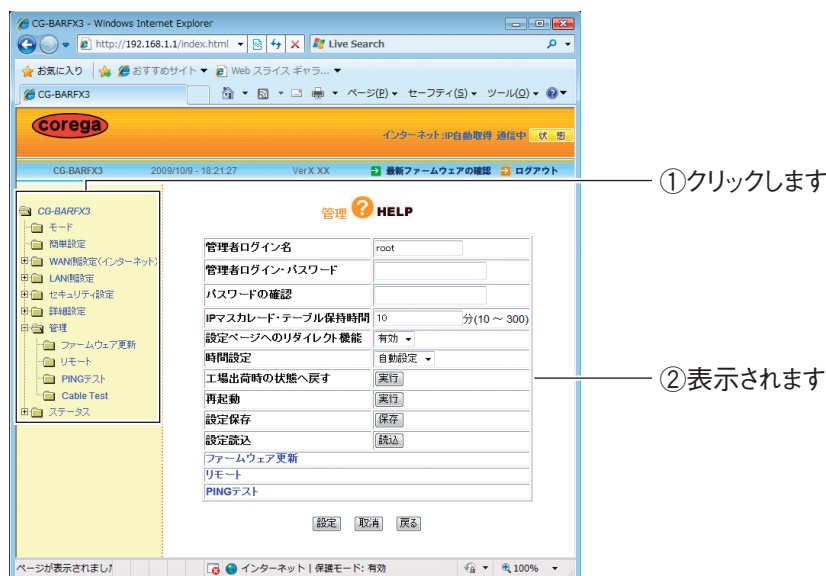 CG-BARFX3 - Windows Internet Explorer
http://192.168.1.1/index.html
Live Search
お気に入り
おすすめサイト
Web スライス ギャラ...
CG-BARFX3
ページ(P)
セーフティ(S)
ツール(O)
corega
インターネット:IP自動取得 通信中
状 態
CG-BARFX3
2009/10/9 - 18:21:27
Ver.X.XX
最新ファームウェアの確認
ログアウト
①クリックします
CG-BARFX3
モード
簡単設定
WAN側設定(インターネット)
LAN側設定
セキュリティ設定
詳細設定
管理
ファームウェア更新
リモート
PINGテスト
Cable Test
ステータス
管理 ? HELP
管理者ログイン名 root
管理者ログイン・パスワード
パスワードの確認
IPマスカレード・テーブル保持時間 10 分(10 ～ 300)
設定ページへのリダイレクト機能 有効
時間設定 自動設定
工場出荷時の状態へ戻す 実行
再起動 実行
設定保存 保存
設定読込 読込
ファームウェア更新
リモート
PINGテスト
設定 取消 戻る
②表示されます
ページが表示されまし
インターネット | 保護モード: 有効
100%